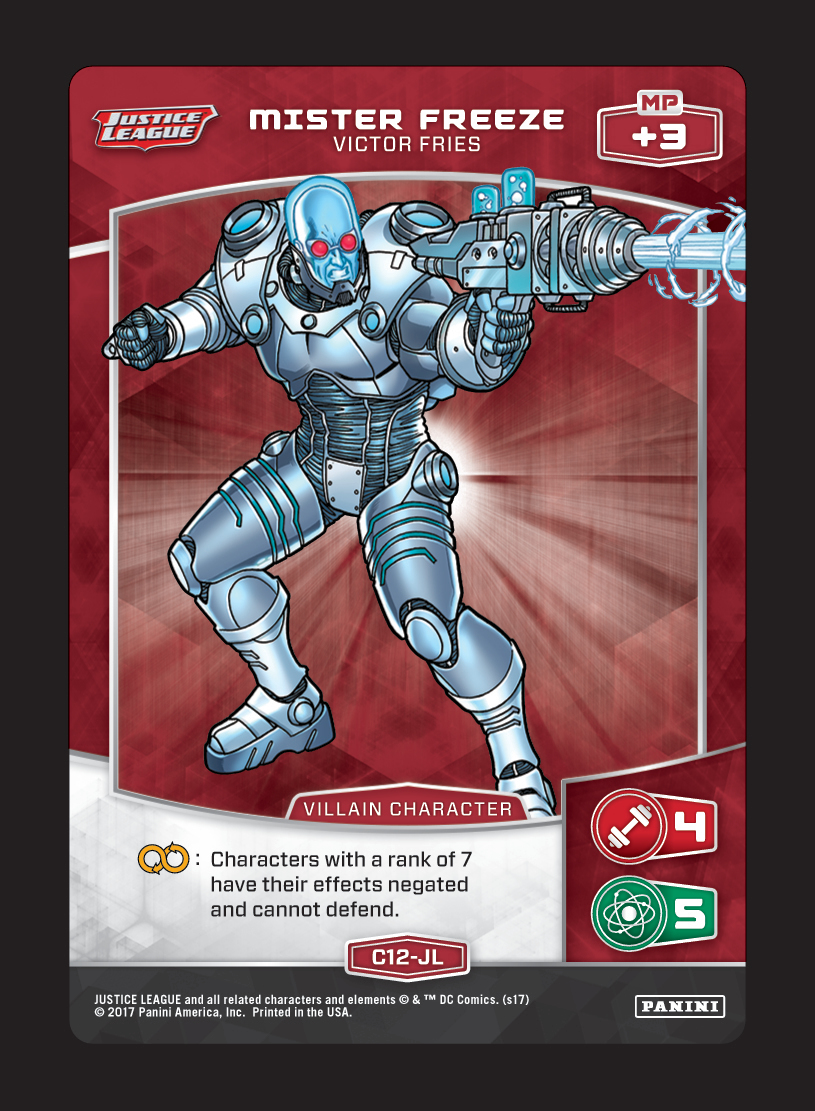 JUSTICE
LEAGUE
MISTER FREEZE
VICTOR FRIES
MP
+3
VILLAIN CHARACTER
: Characters with a rank of 7
have their effects negated
and cannot defend.
4
5
C12-JL
JUSTICE LEAGUE and all related characters and elements © & ™ DC Comics. (s17)
© 2017 Panini America, Inc. Printed in the USA.
PANINI